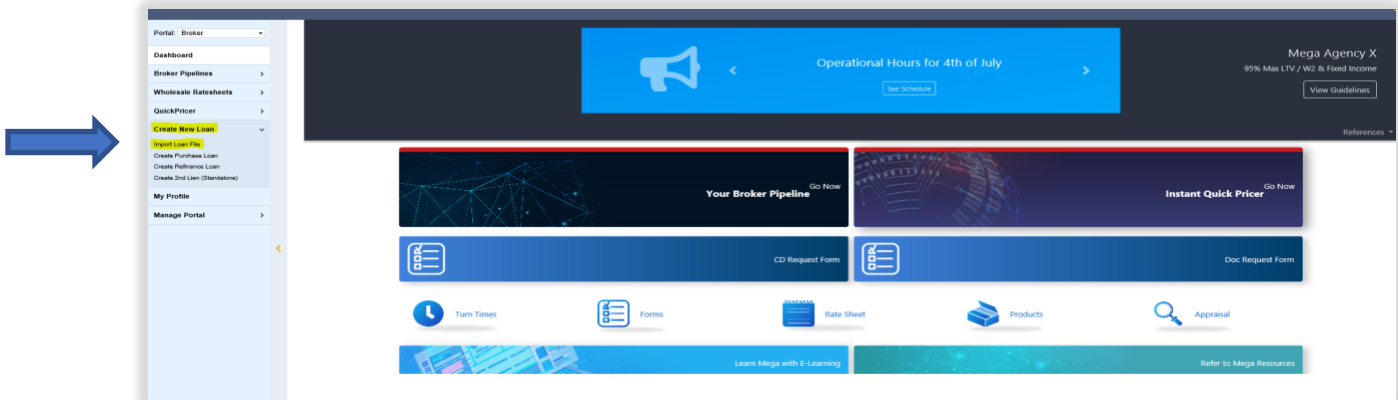 Portal: Broker
Dashboard
Broker Pipelines
Wholesale Ratesheets
QuickPricer
Create New Loan
Import Loan File
Create Purchase Loan
Create Refinance Loan
Create 2nd Lien (Standalone)
My Profile
Manage Portal
Operational Hours for 4th of July
See Schedule
Mega Agency X
95% Max LTV / W2 & Fixed Income
View Guidelines
References
Go Now
Your Broker Pipeline
Go Now
Instant Quick Pricer
CD Request Form
Doc Request Form
Turn Times
Forms
Rate Sheet
Products
Appraisal
Learn Mega with E-Learning
Refer to Mega Resources